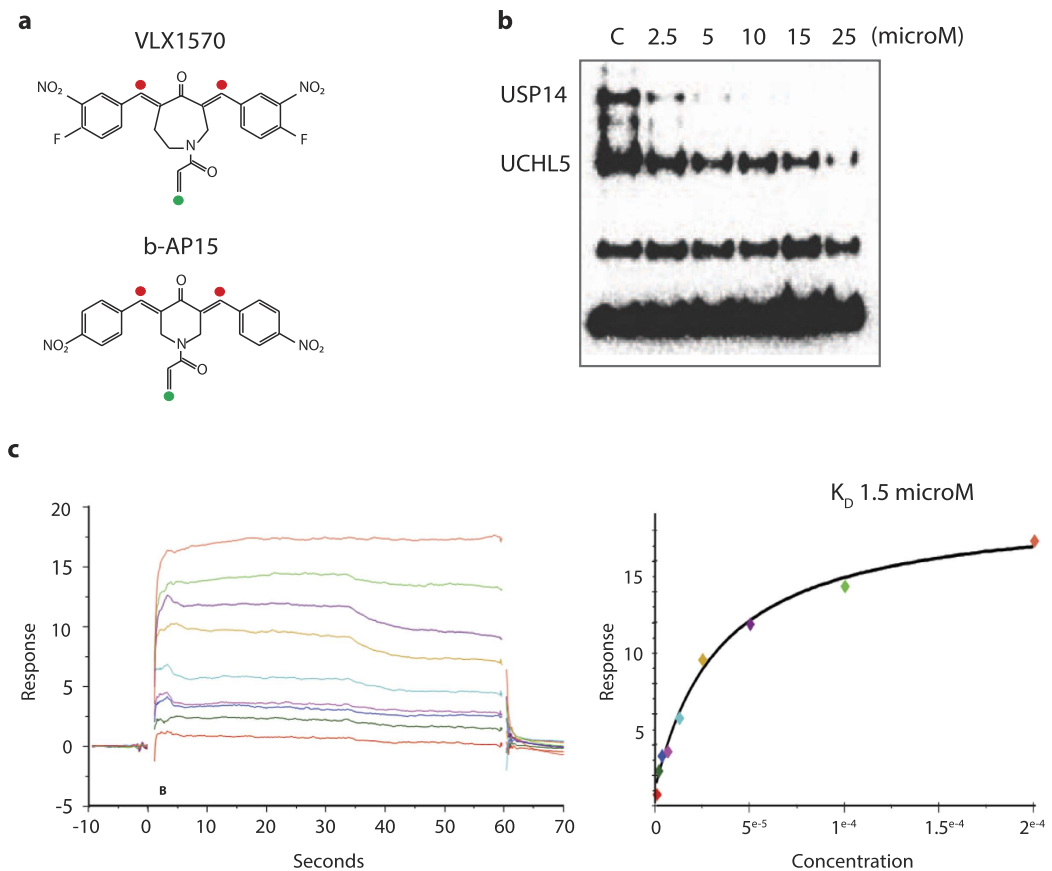 a
VLX1570
NO₂ O NO₂
F N F
O
b-AP15
O
NO₂ N NO₂
O
b
C 2.5 5 10 15 25 (microM)
USP14
UCHL5
c
20
15
10
5
0
-5
Response
B
-10 0 10 20 30 40 50 60 70
Seconds
K_D 1.5 microM
15
10
5
Response
0 5e-5 1e-4 1.5e-4 2e-4
Concentration